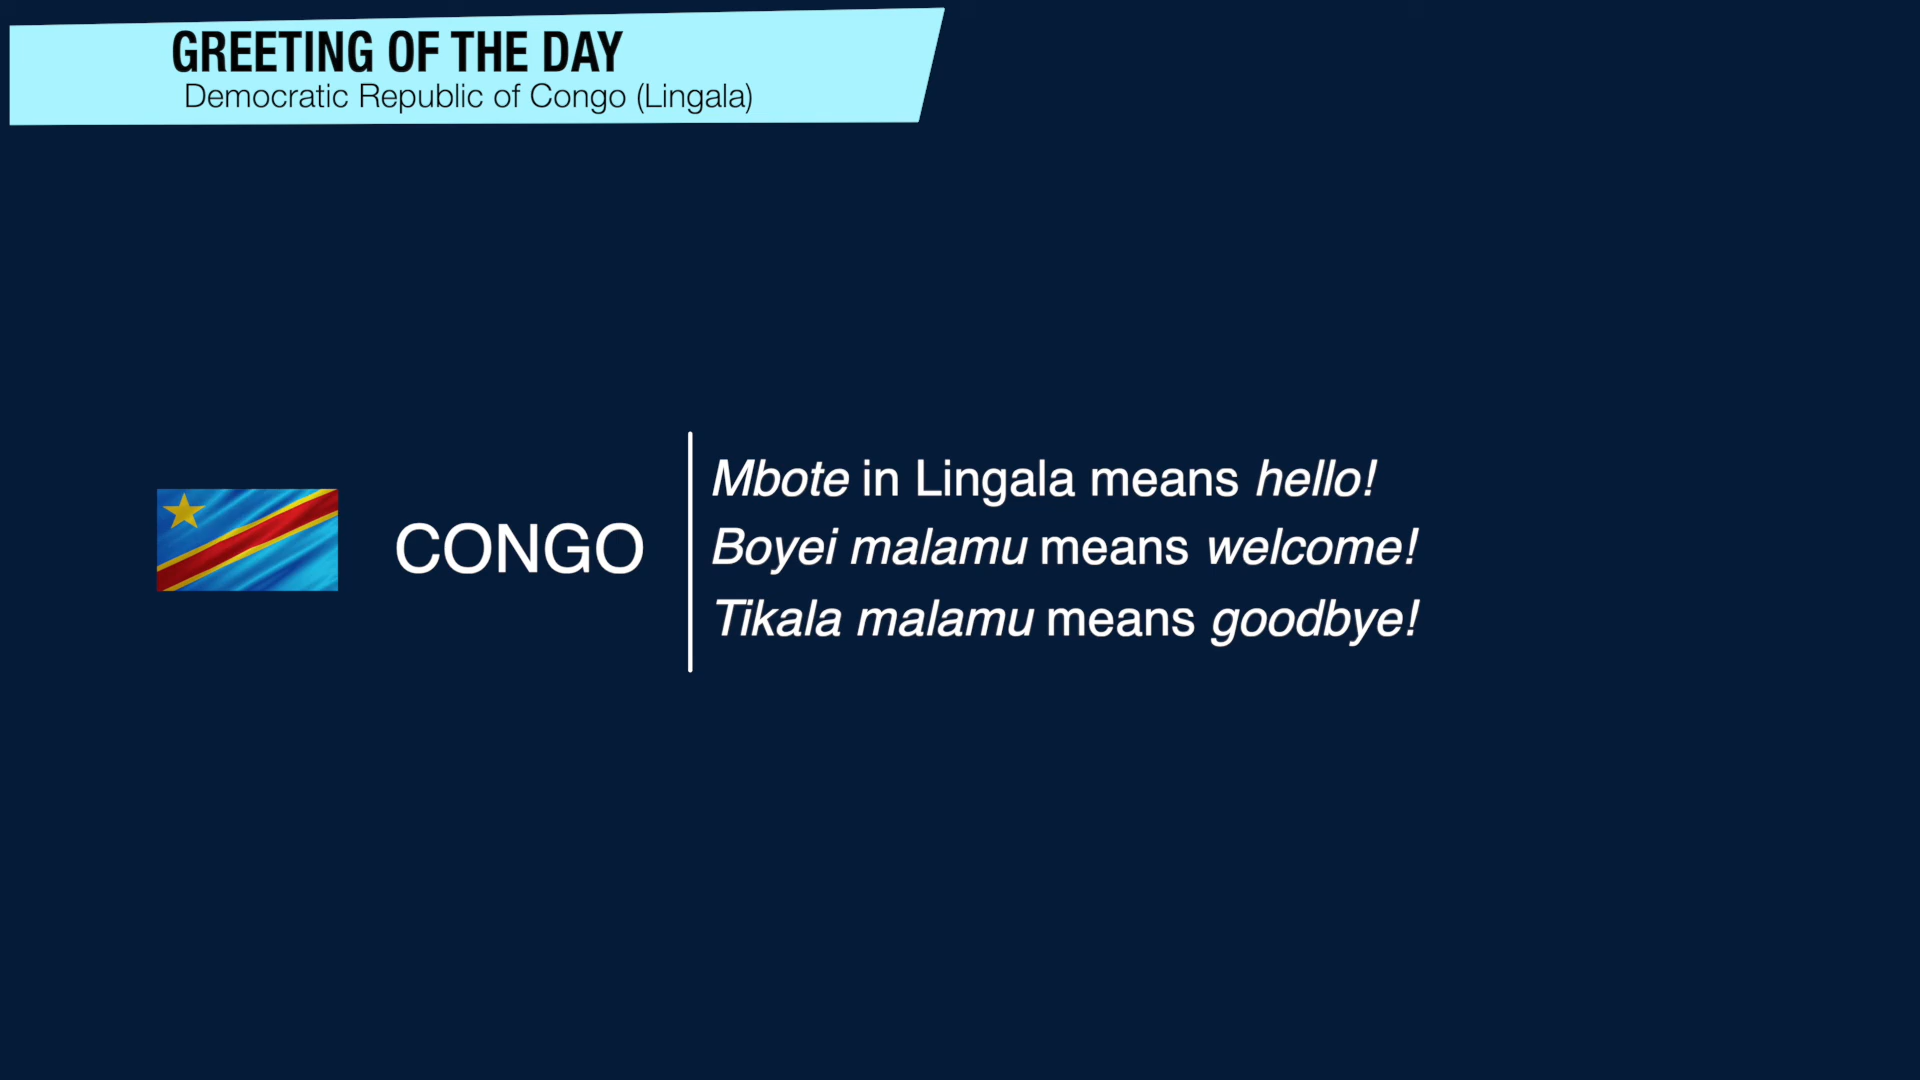 GREETING OF THE DAY
Democratic Republic of Congo (Lingala)
CONGO
Mbote in Lingala means hello!
Boyei malamu means welcome!
Tikala malamu means goodbye!